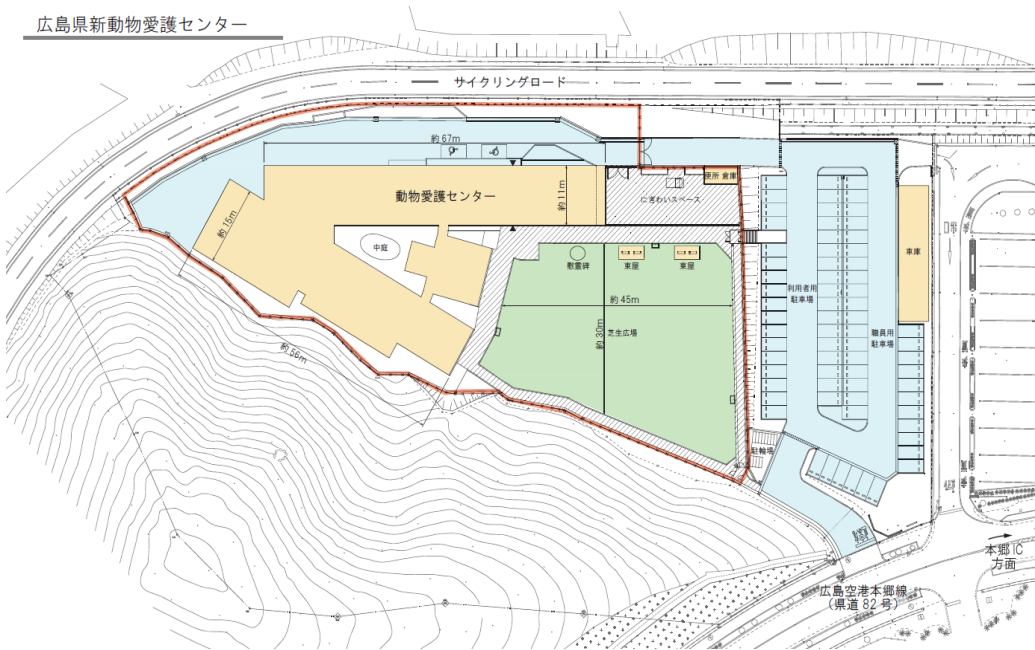 広島県新動物愛護センター
サイクリングロード
約 67m
動物愛護センター
約 11m
便所 倉庫
にぎわいスペース
約 15m
中庭
慰霊碑
東屋
東屋
車庫
約 45m
利用者用
駐車場
約 30m
芝生広場
職員用
駐車場
約 56m
駐輪場
本郷 IC
方面
広島空港本郷線
(県道 82 号)